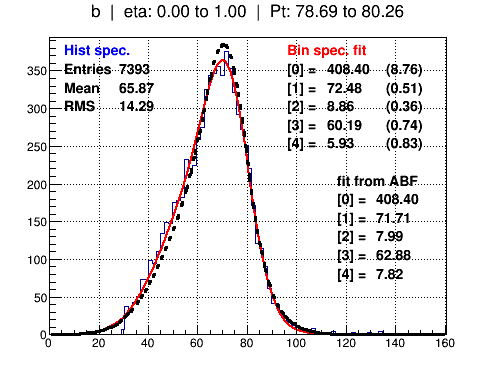 b | eta: 0.00 to 1.00 | Pt: 78.69 to 80.26
Hist spec.
Entries 7393
Mean 65.87
RMS 14.29
Bin spec. fit
[0] = 408.40 (8.76)
[1] = 72.48 (0.51)
[2] = 8.86 (0.36)
[3] = 60.19 (0.74)
[4] = 5.93 (0.83)
fit from ABF
[0] = 408.40
[1] = 71.71
[2] = 7.99
[3] = 62.88
[4] = 7.82
350
300
250
200
150
100
50
0
0 20 40 60 80 100 120 140 160